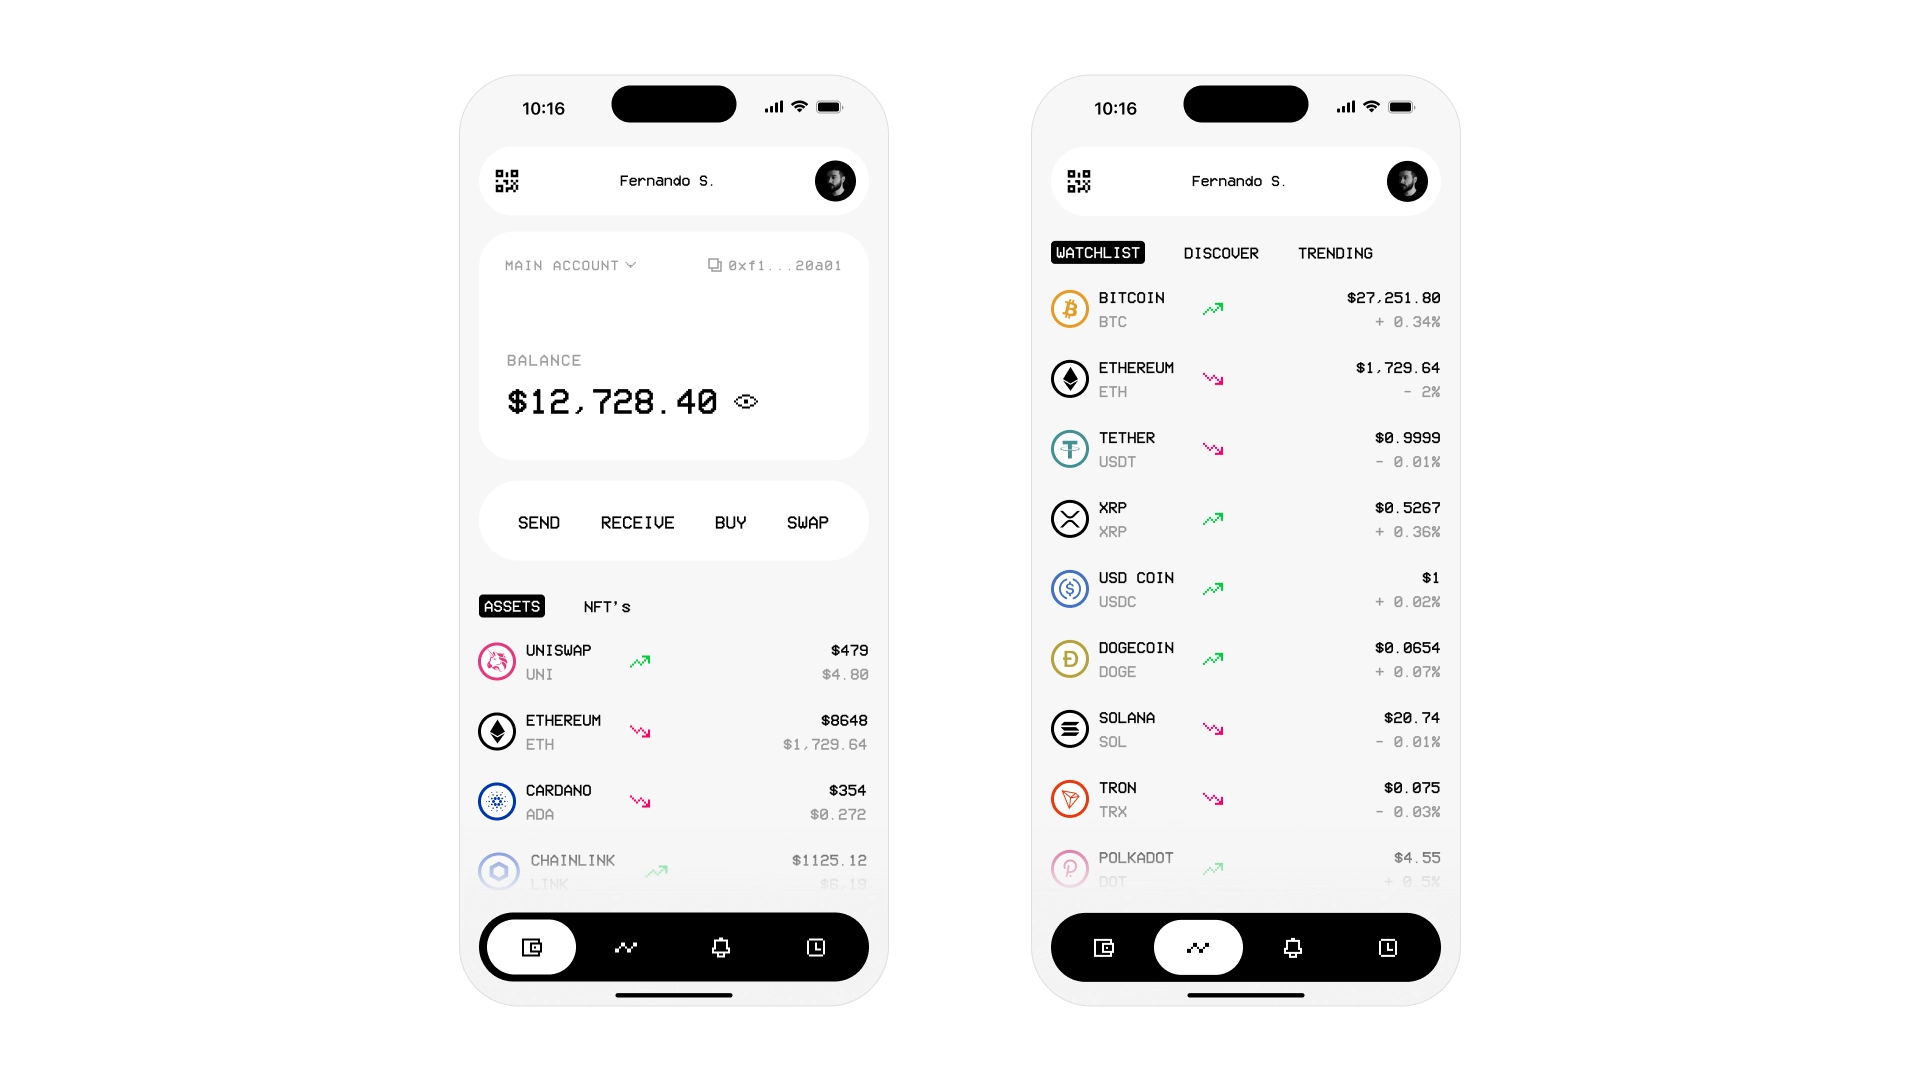 10:16
Fernando S.
MAIN ACCOUNT 0xf1...20a01
BALANCE
$12,728.40
SEND RECEIVE BUY SWAP
ASSETS NFT's
UNISWAP $479
UNI $4.80
ETHEREUM $8648
ETH $1,729.64
CARDANO $354
ADA $0.272
CHAINLINK $1125.12
LINK $6.19
10:16
Fernando S.
WATCHLIST DISCOVER TRENDING
BITCOIN $27,251.80
BTC + 0.34%
ETHEREUM $1,729.64
ETH - 2%
TETHER $0.9999
USDT - 0.01%
XRP $0.5267
XRP + 0.36%
USD COIN $1
USDC + 0.02%
DOGECOIN $0.0654
DOGE + 0.07%
SOLANA $20.74
SOL - 0.01%
TRON $0.075
TRX - 0.03%
POLKADOT $4.55
DOT + 0.5%